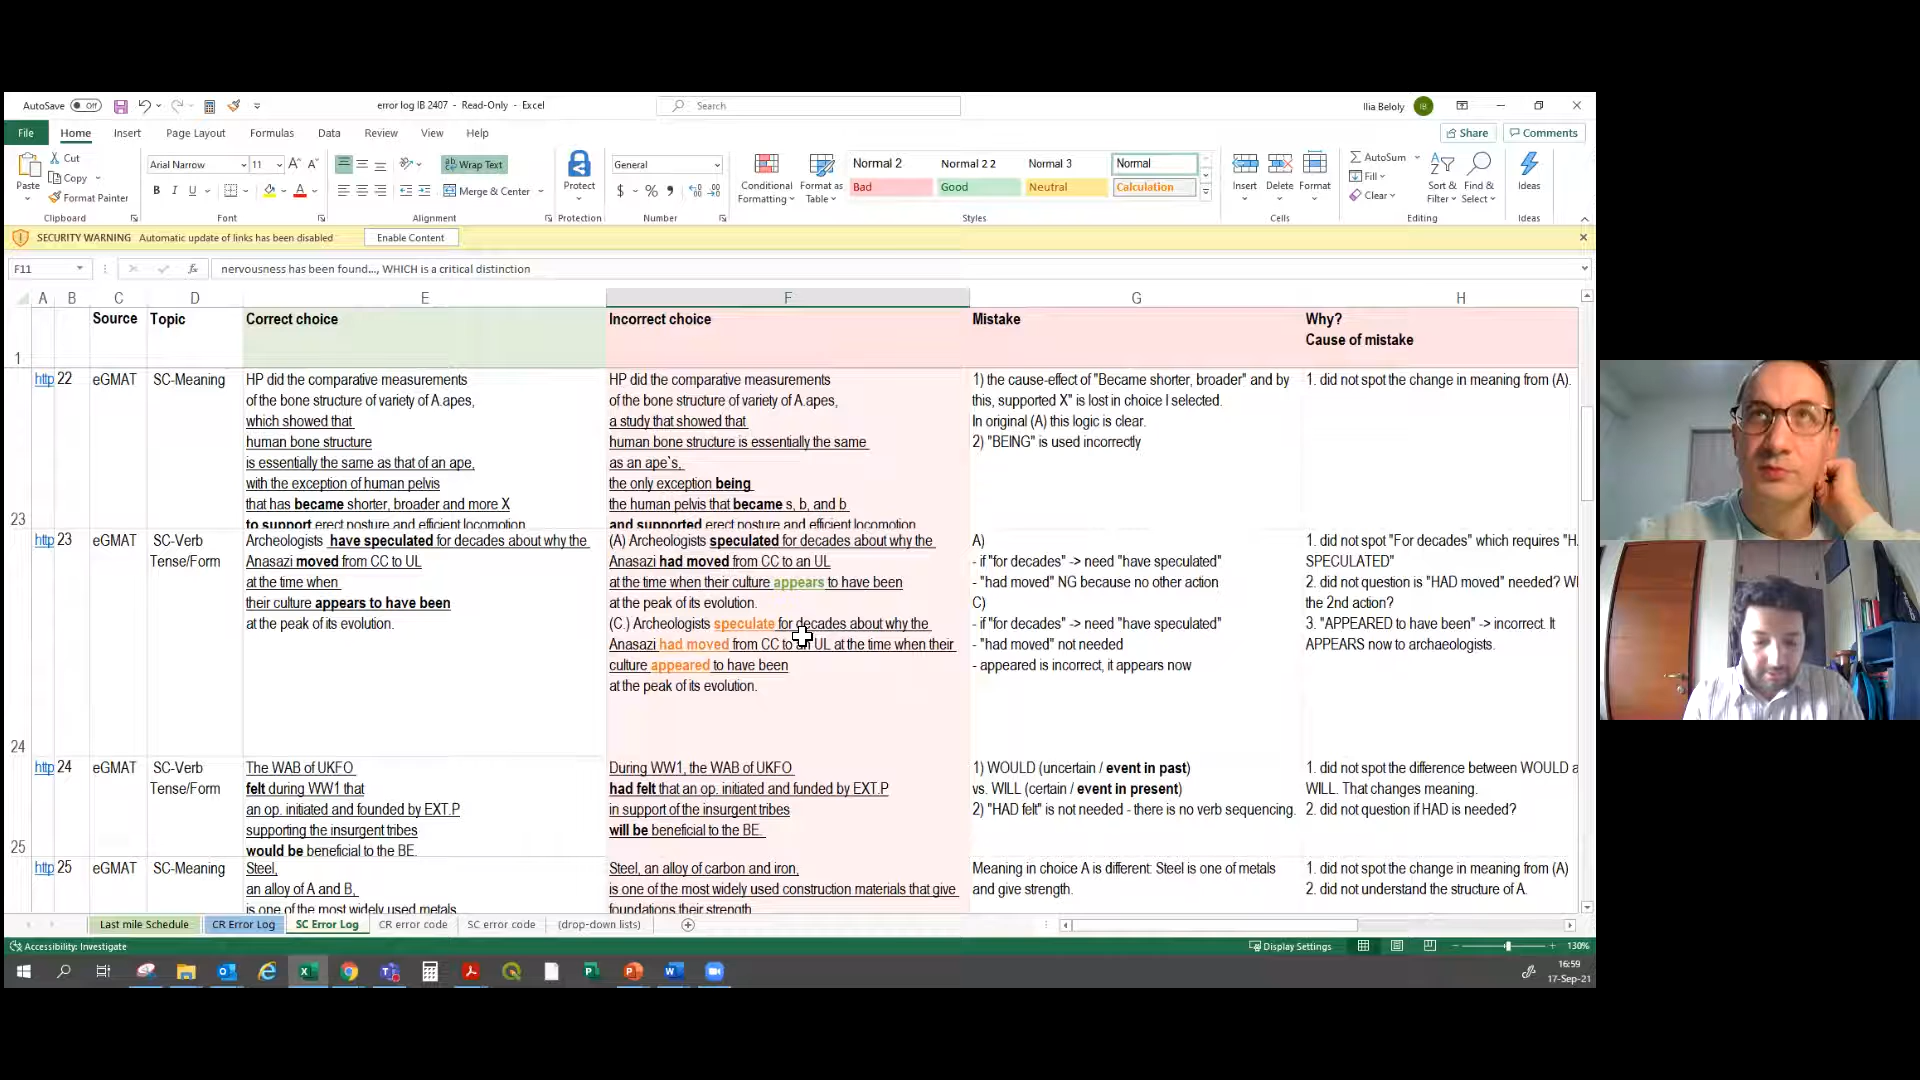 AutoSave Off
error log IB 2407 - Read-Only - Excel
Search
Ilia Beloly
IB
File Home Insert Page Layout Formulas Data Review View Help
Share Comments
Paste
Cut
Copy
Format Painter
Clipboard
Arial Narrow 11
B I U
Font
Wrap Text
Merge & Center
Alignment
Protect
Protection
General
$ %
Number
Conditional Formatting
Format as Table
Normal 2 Normal 2 2 Normal 3 Normal
Bad Good Neutral Calculation
Styles
Insert Delete Format
Cells
AutoSum
Fill
Clear
Sort & Filter
Find & Select
Editing
Ideas
Ideas
SECURITY WARNING Automatic update of links has been disabled Enable Content
F11 fx nervousness has been found..., WHICH is a critical distinction
A B C D E F G H
1 Source Topic Correct choice Incorrect choice Mistake Why?
Cause of mistake
23
http 22 eGMAT SC-Meaning
HP did the comparative measurements
of the bone structure of variety of A.apes,
which showed that
human bone structure
is essentially the same as that of an ape,
with the exception of human pelvis
that has became shorter, broader and more X
to support erect posture and efficient locomotion
HP did the comparative measurements
of the bone structure of variety of A.apes,
a study that showed that
human bone structure is essentially the same
as an ape`s,
the only exception being
the human pelvis that became s, b, and b
and supported erect posture and efficient locomotion
1) the cause-effect of "Became shorter, broader" and by
this, supported X" is lost in choice I selected.
In original (A) this logic is clear.
2) "BEING" is used incorrectly
1. did not spot the change in meaning from (A).
24
http 23 eGMAT SC-Verb
Tense/Form
Archeologists have speculated for decades about why the
Anasazi moved from CC to UL
at the time when
their culture appears to have been
at the peak of its evolution.
(A) Archeologists speculated for decades about why the
Anasazi had moved from CC to an UL
at the time when their culture appears to have been
at the peak of its evolution.
(C.) Archeologists speculate for decades about why the
Anasazi had moved from CC to an UL at the time when their
culture appeared to have been
at the peak of its evolution.
A)
- if "for decades" -> need "have speculated"
- "had moved" NG because no other action
C)
- if "for decades" -> need "have speculated"
- "had moved" not needed
- appeared is incorrect, it appears now
1. did not spot "For decades" which requires "H
SPECULATED"
2. did not question is "HAD moved" needed? W
the 2nd action?
3. "APPEARED to have been" -> incorrect. It
APPEARS now to archaeologists.
25
http 24 eGMAT SC-Verb
Tense/Form
The WAB of UKFO
felt during WW1 that
an op. initiated and founded by EXT.P
supporting the insurgent tribes
would be beneficial to the BE.
During WW1, the WAB of UKFO
had felt that an op. initiated and funded by EXT.P
in support of the insurgent tribes
will be beneficial to the BE.
1) WOULD (uncertain / event in past)
vs. WILL (certain / event in present)
2) "HAD felt" is not needed - there is no verb sequencing.
1. did not spot the difference between WOULD a
WILL. That changes meaning.
2. did not question if HAD is needed?
http 25 eGMAT SC-Meaning
Steel,
an alloy of A and B,
is one of the most widely used metals
Steel, an alloy of carbon and iron,
is one of the most widely used construction materials that give
foundations their strength
Meaning in choice A is different: Steel is one of metals
and give strength.
1. did not spot the change in meaning from (A)
2. did not understand the structure of A.
Last mile Schedule CR Error Log SC Error Log CR error code SC error code (drop-down lists)
Accessibility: Investigate
Display Settings
130%
16:59
17-Sep-21